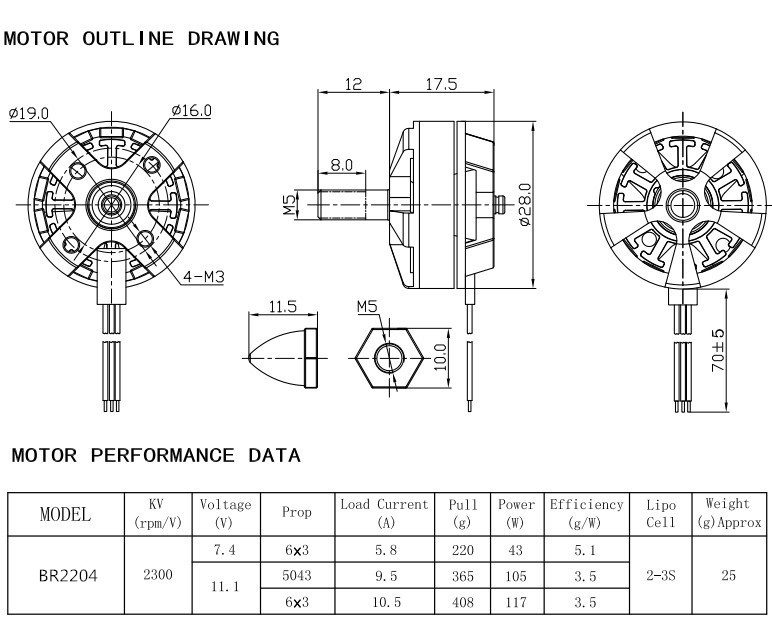 MOTOR OUTLINE DRAWING
12
17.5
ø19.0
ø16.0
8.0
M5
ø28.0
4-M3
11.5
M5
10.0
70±5
MOTOR PERFORMANCE DATA
MODEL KV (rpm/V) Voltage (V) Prop Load Current (A) Pull (g) Power (W) Efficiency (g/W) Lipo Cell Weight (g)Approx
BR2204 2300 7.4 6x3 5.8 220 43 5.1 2-3S 25
11.1 5043 9.5 365 105 3.5
6x3 10.5 408 117 3.5